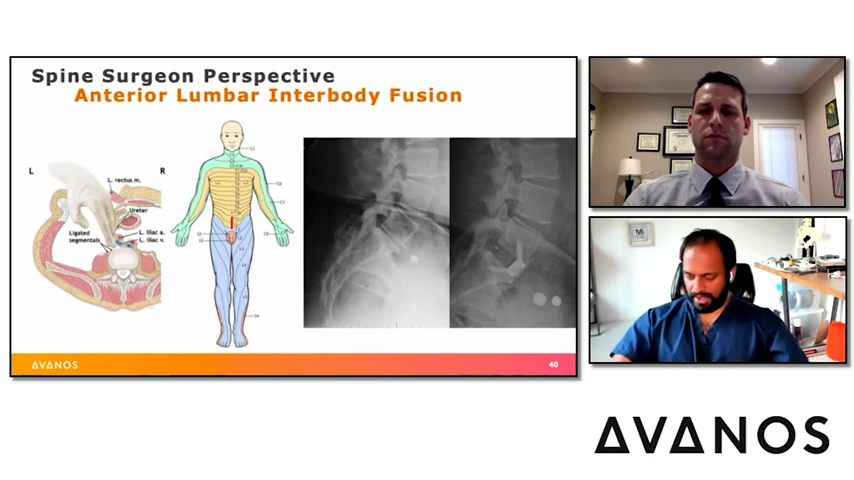 Spine Surgeon Perspective
Anterior Lumbar Interbody Fusion
L
R
L. rectus m.
Ureter
Ligated
segmentals
L. iliac a.
L. iliac v.
AVANOS
40
AVANOS